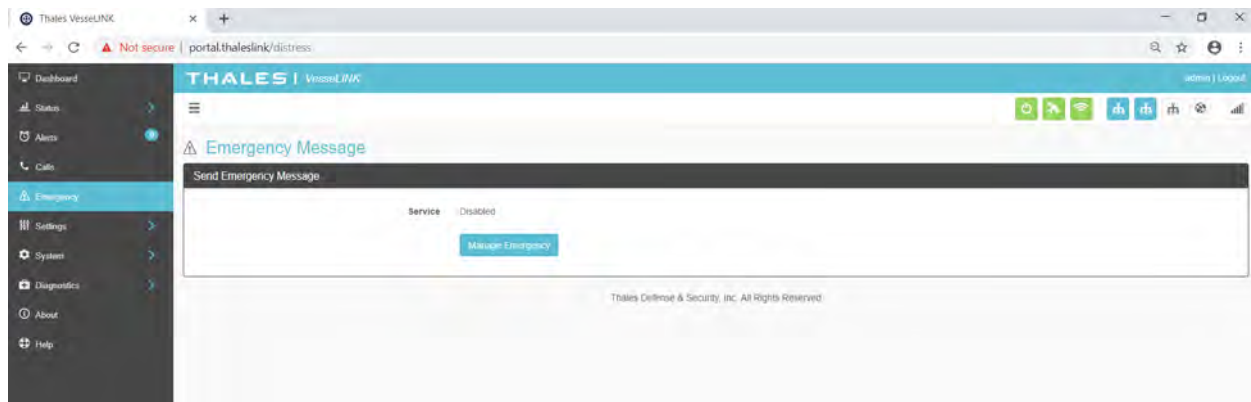 Thales VesseLINK
Not secure | portal.thaleslink/distress
Dashboard
THALES | VesseLINK
admin | Logout
Status
Alerts
Calls
Emergency Message
Send Emergency Message
Emergency
Service Disabled
Settings
Manage Emergency
System
Diagnostics
Thales Defense & Security, Inc. All Rights Reserved.
About
Help